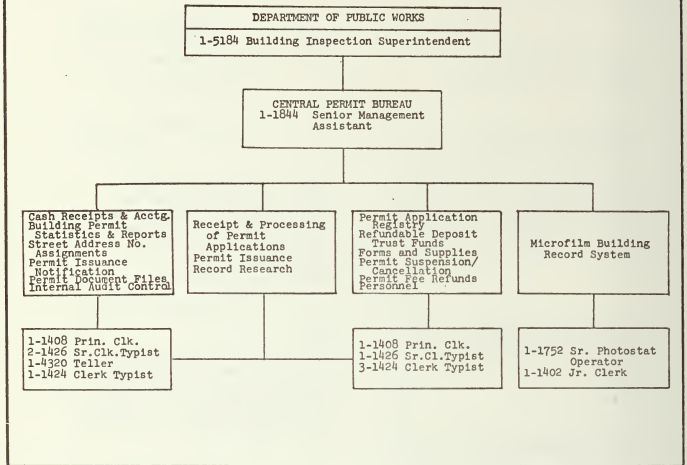 DEPARTMENT OF PUBLIC WORKS
1-5184 Building Inspection Superintendent
CENTRAL PERMIT BUREAU
1-1844 Senior Management
Assistant
Cash Receipts & Acctg.
Building Permit
Statistics & Reports
Street Address No.
Assignments
Permit Issuance
Notification
Permit Document Files
Internal Audit Control
Receipt & Processing
of Permit
Applications
Permit Issuance
Record Research
Permit Application
Registry
Refundable Deposit
Trust Funds
Forms and Supplies
Permit Suspension/
Cancellation
Permit Fee Refunds
Personnel
Microfilm Building
Record System
1-1408 Prin. Clk.
2-1426 Sr.Clk.Typist
1-4320 Teller
1-1424 Clerk Typist
1-1408 Prin. Clk.
1-1426 Sr.Cl.Typist
3-1424 Clerk Typist
1-1752 Sr. Photostat
Operator
1-1402 Jr. Clerk